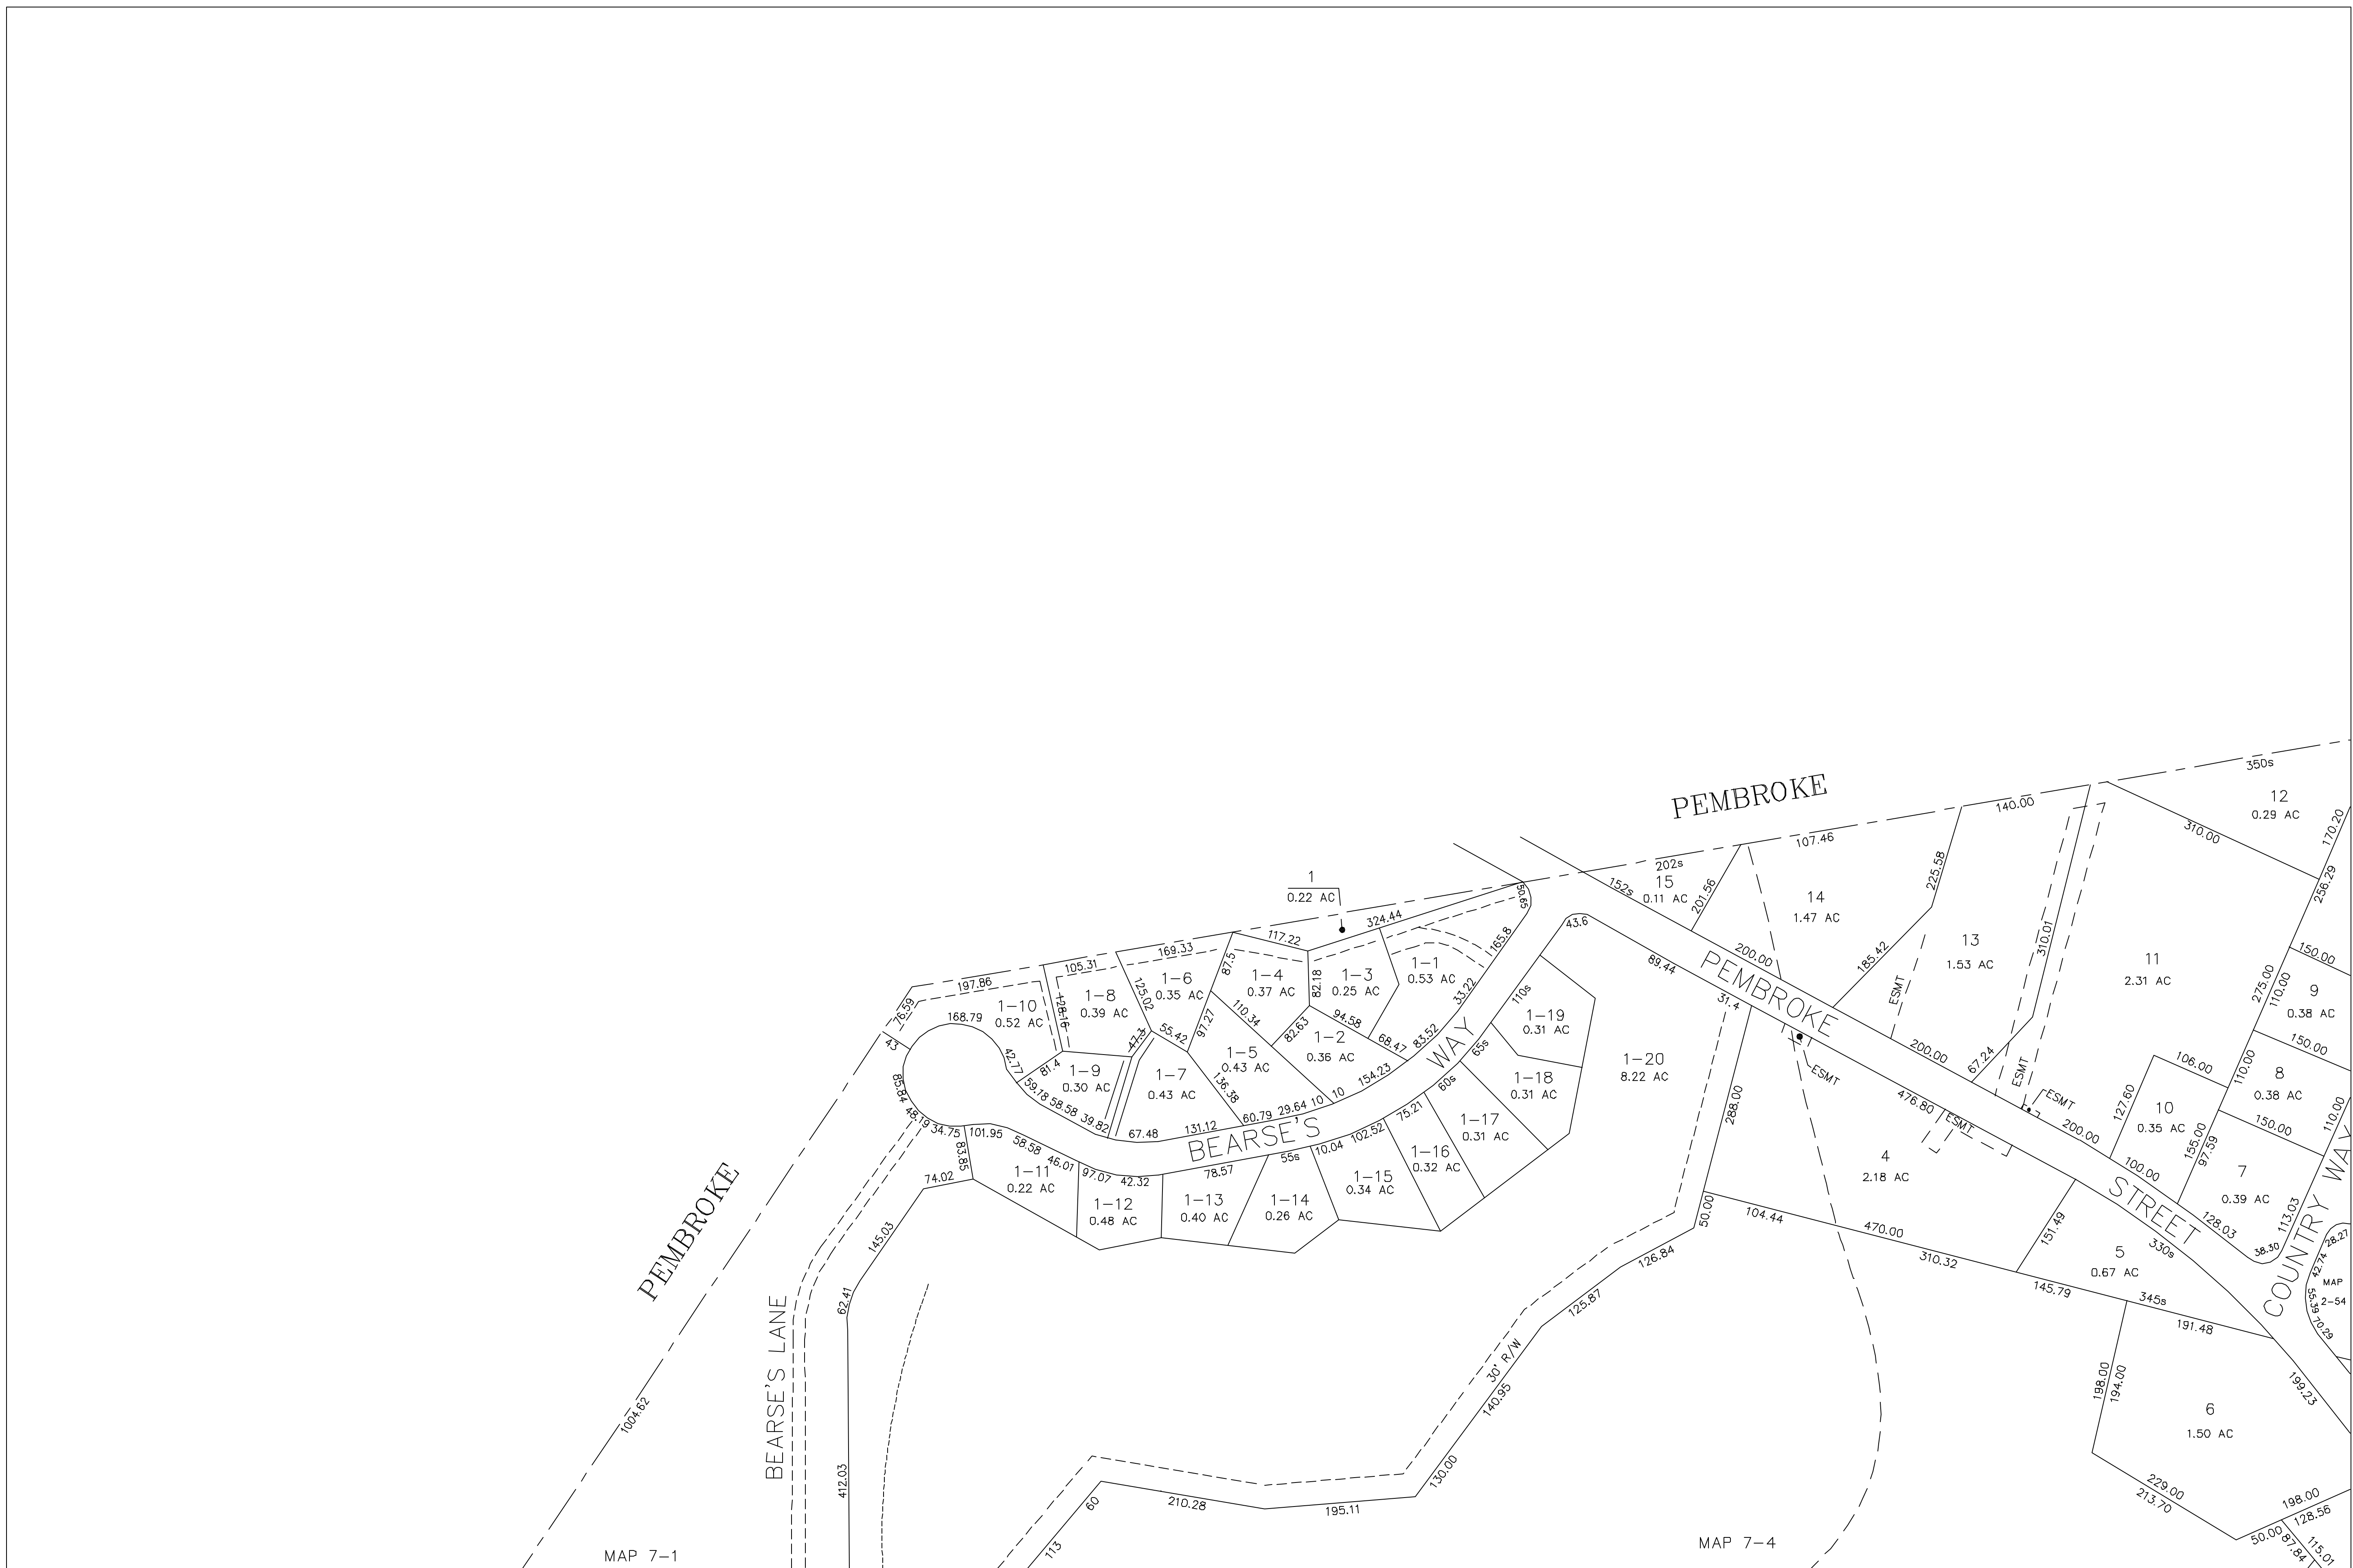 PEMBROKE
350s
12
0.29 AC
140.00
310.00
170.20
107.46
202s
15
0.11 AC
152s
201.56
14
1.47 AC
225.58
256.29
1
0.22 AC
324.44
50.65
43.6
117.22
169.33
105.31
197.86
76.59
43
168.79
42.77
1-10
0.52 AC
128.16
1-8
0.39 AC
125.02
1-6
0.35 AC
87.5
97.27
1-4
0.37 AC
110.34
82.18
1-3
0.25 AC
1-1
0.53 AC
165.8
33.22
94.58
82.63
68.47
83.52
1-2
0.36 AC
154.23
10
10
29.64
60.79
1-5
0.43 AC
136.38
55.42
47.3
1-7
0.43 AC
131.12
67.48
1-9
0.30 AC
81.4
59.18
58.58
39.82
85.84
48.19
34.75
101.95
58.58
46.01
97.07
42.32
78.57
55s
10.04
102.52
75.21
60s
65s
110s
BEARSE'S
WAY
83.85
74.02
1-11
0.22 AC
1-12
0.48 AC
1-13
0.40 AC
1-14
0.26 AC
1-15
0.34 AC
1-16
0.32 AC
1-17
0.31 AC
1-18
0.31 AC
1-19
0.31 AC
1-20
8.22 AC
89.44
31.4
200.00
PEMBROKE
185.42
13
1.53 AC
ESMT
310.01
67.24
200.00
ESMT
ESMT
ESMT
ESMT
476.80
200.00
11
2.31 AC
150.00
275.00
110.00
9
0.38 AC
150.00
110.00
8
0.38 AC
150.00
110.00
106.00
127.60
10
0.35 AC
155.00
97.59
100.00
7
0.39 AC
113.03
128.03
38.30
STREET
330s
COUNTRY WAY
28.27
42.74
MAP
2-54
55.39
70.29
288.00
50.00
104.44
470.00
310.32
4
2.18 AC
151.49
5
0.67 AC
145.79
345s
191.48
199.23
198.00
194.00
6
1.50 AC
229.00
213.70
198.00
128.56
50.00
87.84
115.01
126.84
125.87
30' R/W
140.95
130.00
195.11
210.28
60
113
145.03
62.41
412.03
BEARSE'S LANE
PEMBROKE
1004.62
MAP 7-1
MAP 7-4